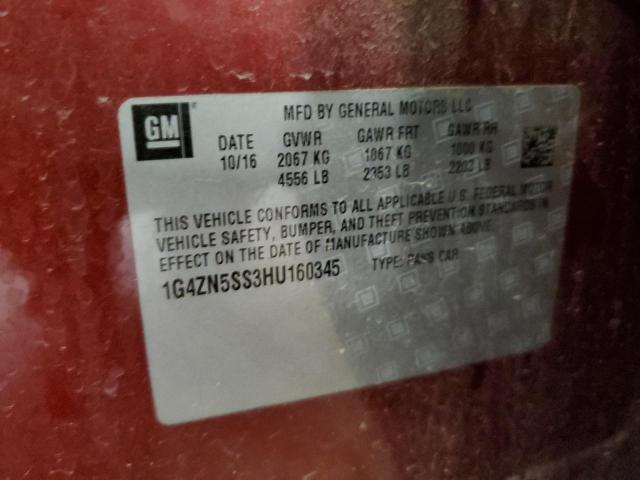 GM
MFD BY GENERAL MOTORS LLC
DATE GVWR GAWR FRT GAWR RR
10/16 2067 KG 1067 KG 1000 KG
4556 LB 2353 LB 2203 LB
THIS VEHICLE CONFORMS TO ALL APPLICABLE U.S. FEDERAL MOTOR
VEHICLE SAFETY, BUMPER, AND THEFT PREVENTION STANDARDS IN
EFFECT ON THE DATE OF MANUFACTURE SHOWN ABOVE.
1G4ZN5SS3HU160345 TYPE: PASS CAR